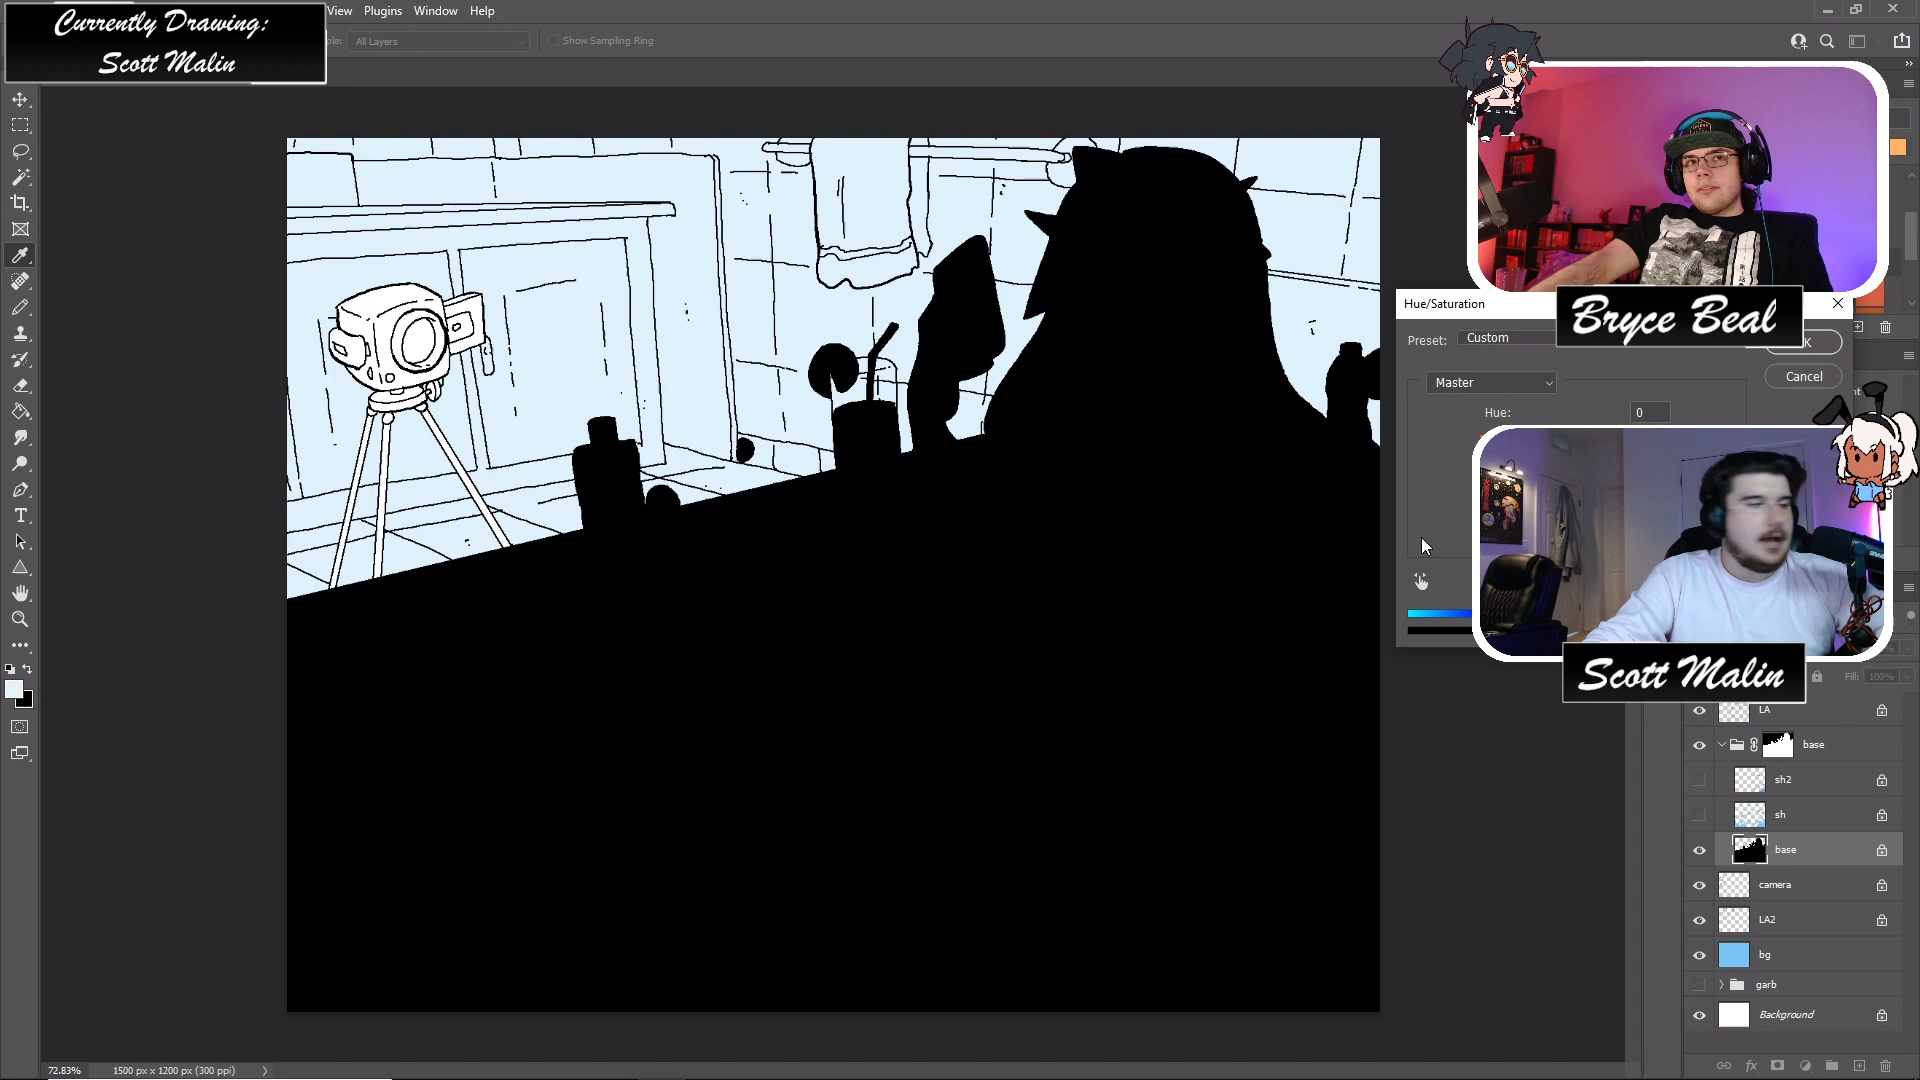 Currently Drawing:
Scott Malin
View Plugins Window Help
All Layers
Show Sampling Ring
Bryce Beal
Hue/Saturation
Preset: Custom
Cancel
Master
Hue: 0
Scott Malin
Fill: 100%
LA
base
sh2
sh
base
camera
LA2
bg
garb
Background
72.83% 1500 px x 1200 px (300 ppi)